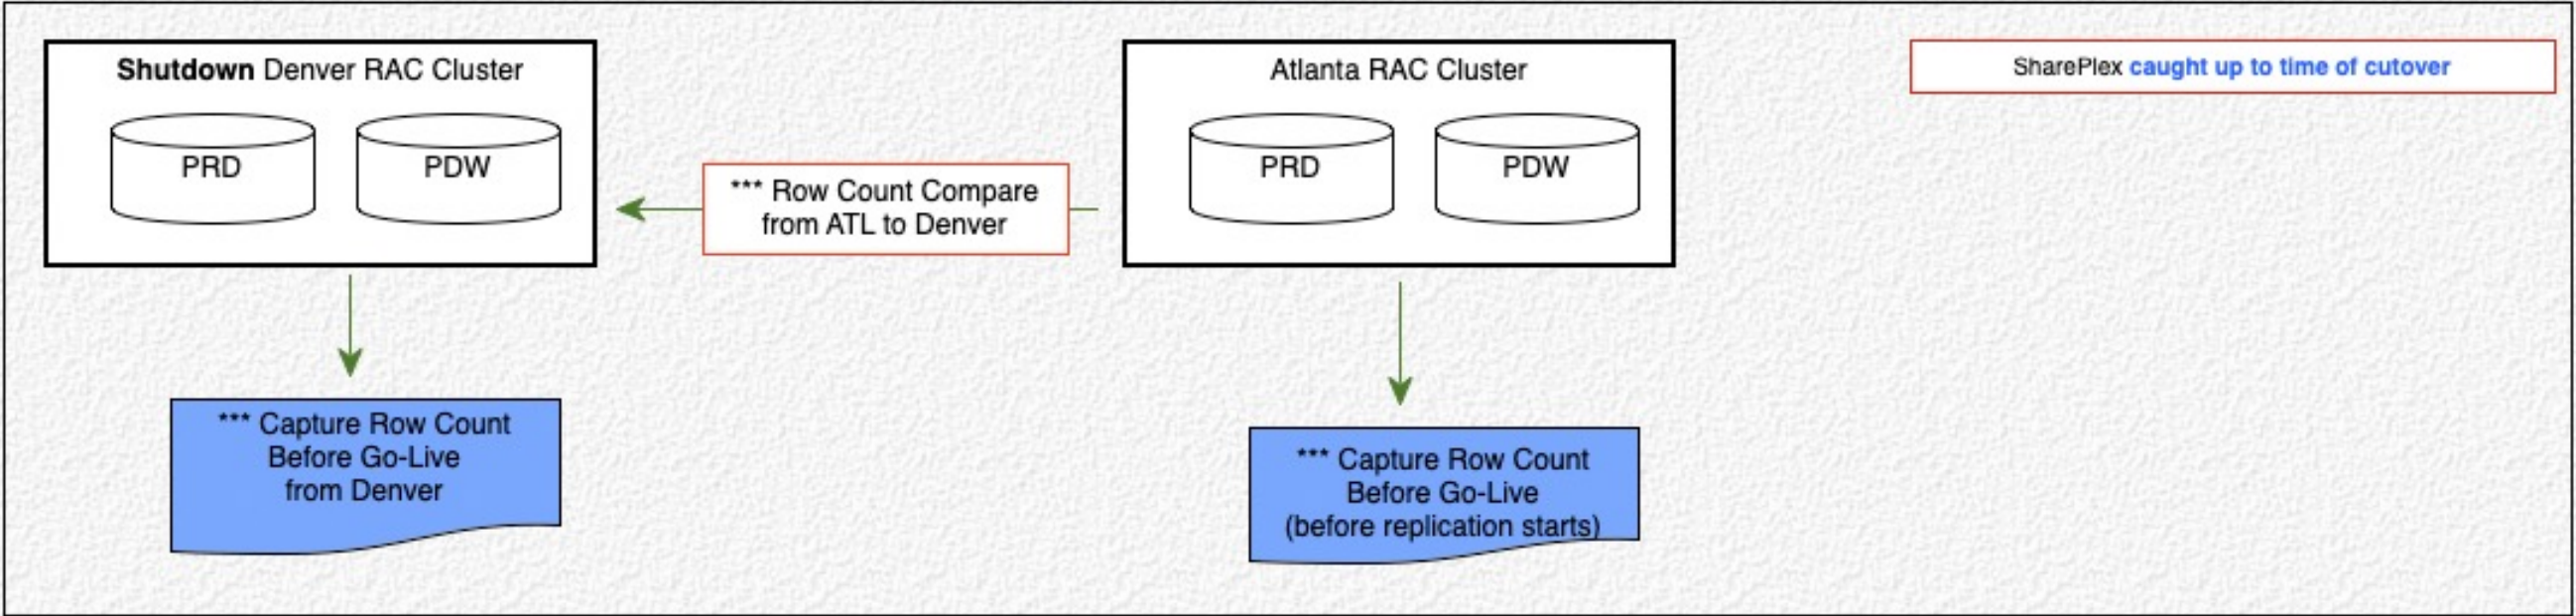 Shutdown Denver RAC Cluster
PRD
PDW
*** Row Count Compare
from ATL to Denver
Atlanta RAC Cluster
PRD
PDW
SharePlex caught up to time of cutover
*** Capture Row Count
Before Go-Live
from Denver
*** Capture Row Count
Before Go-Live
(before replication starts)